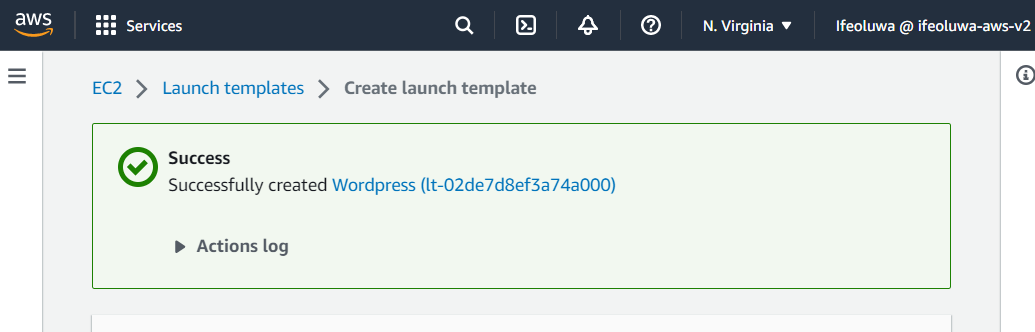 aws Services N. Virginia Ifeoluwa @ ifeoluwa-aws-v2
EC2 Launch templates Create launch template
Success
Successfully created Wordpress (lt-02de7d8ef3a74a000)
Actions log